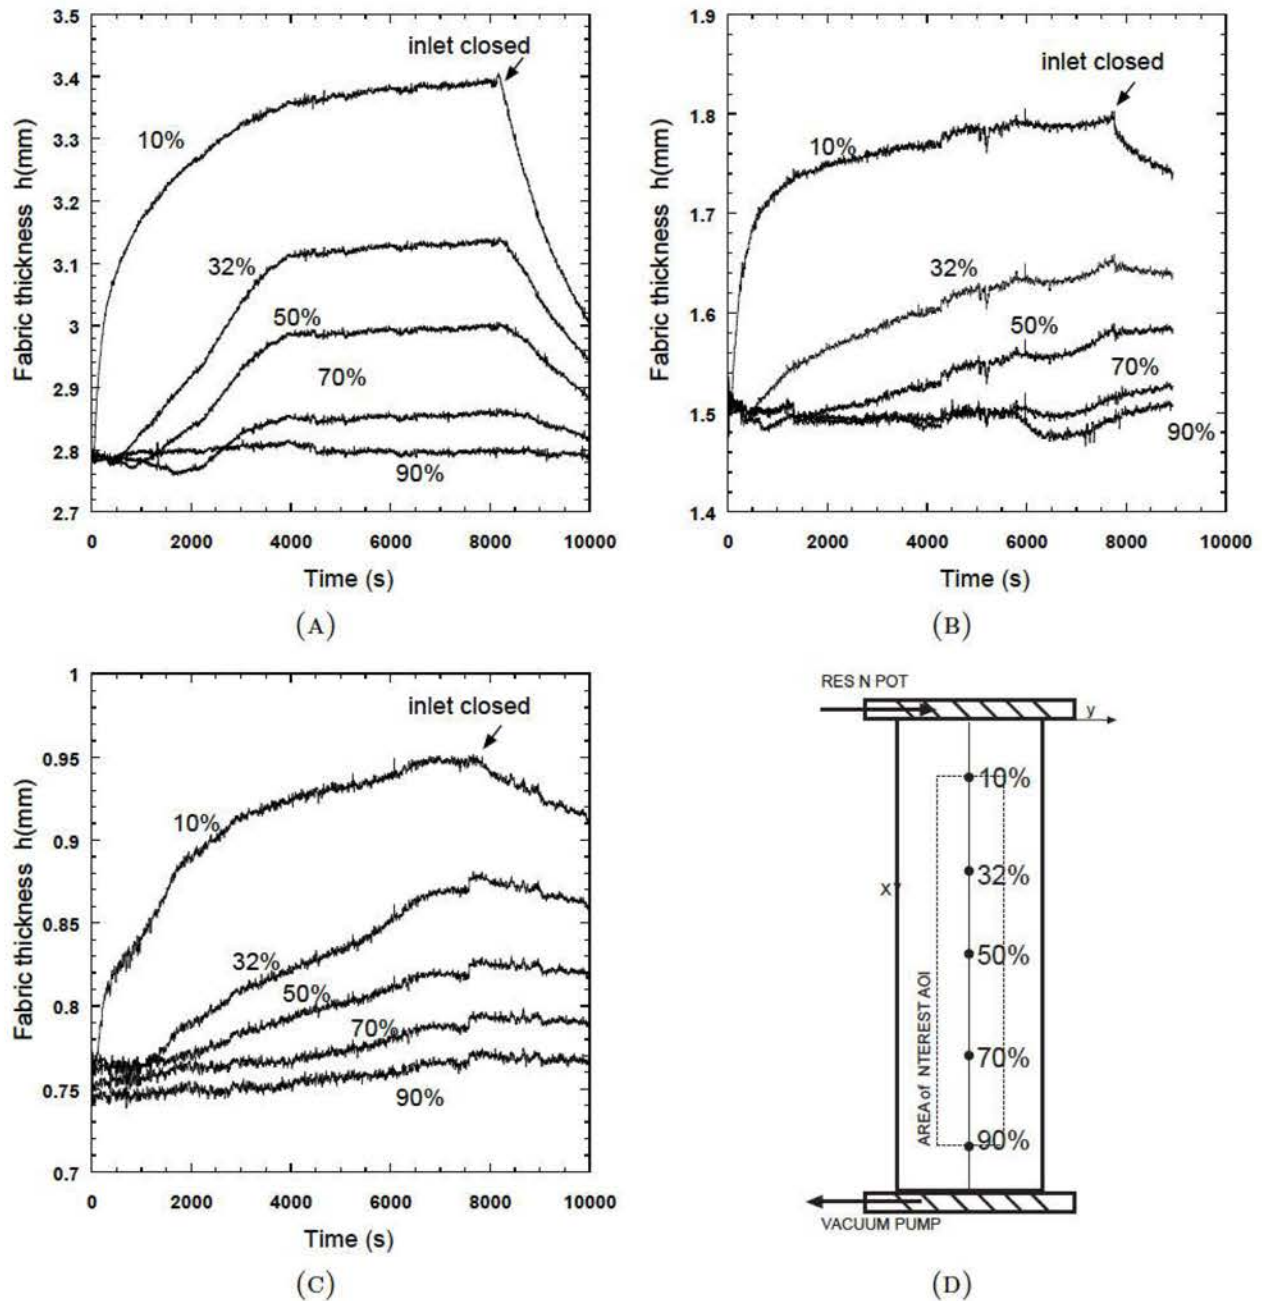 3.5
3.4
3.3
3.2
3.1
3
2.9
2.8
2.7
Fabric thickness h(mm)
inlet closed
10%
32%
50%
70%
90%
0 2000 4000 6000 8000 10000
Time (s)
(A)
1.9
1.8
1.7
1.6
1.5
1.4
Fabric thickness h(mm)
inlet closed
10%
32%
50%
70%
90%
0 2000 4000 6000 8000 10000
Time (s)
(B)
1
0.95
0.9
0.85
0.8
0.75
0.7
Fabric thickness h(mm)
inlet closed
10%
32%
50%
70%
90%
0 2000 4000 6000 8000 10000
Time (s)
(C)
RES N POT
y
10%
32%
X
50%
70%
AREA of NTEREST AOI
90%
VACUUM PUMP
(D)